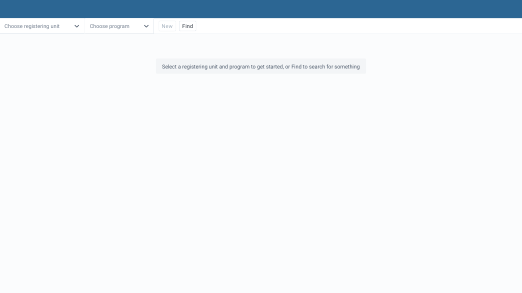 Choose registering unit
Choose program
New
Find
Select a registering unit and program to get started, or Find to search for something